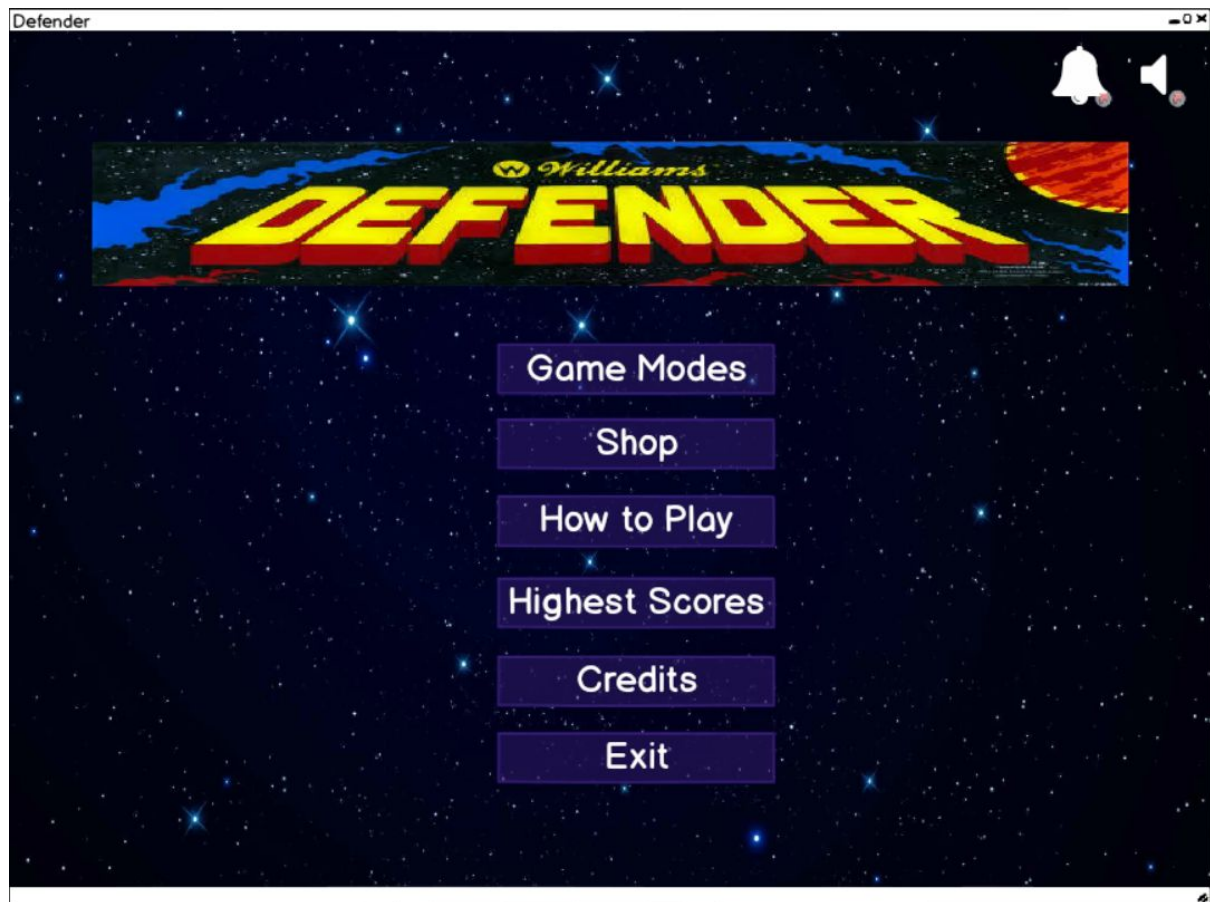 Defender
Williams
DEFENDER
Game Modes
Shop
How to Play
Highest Scores
Credits
Exit